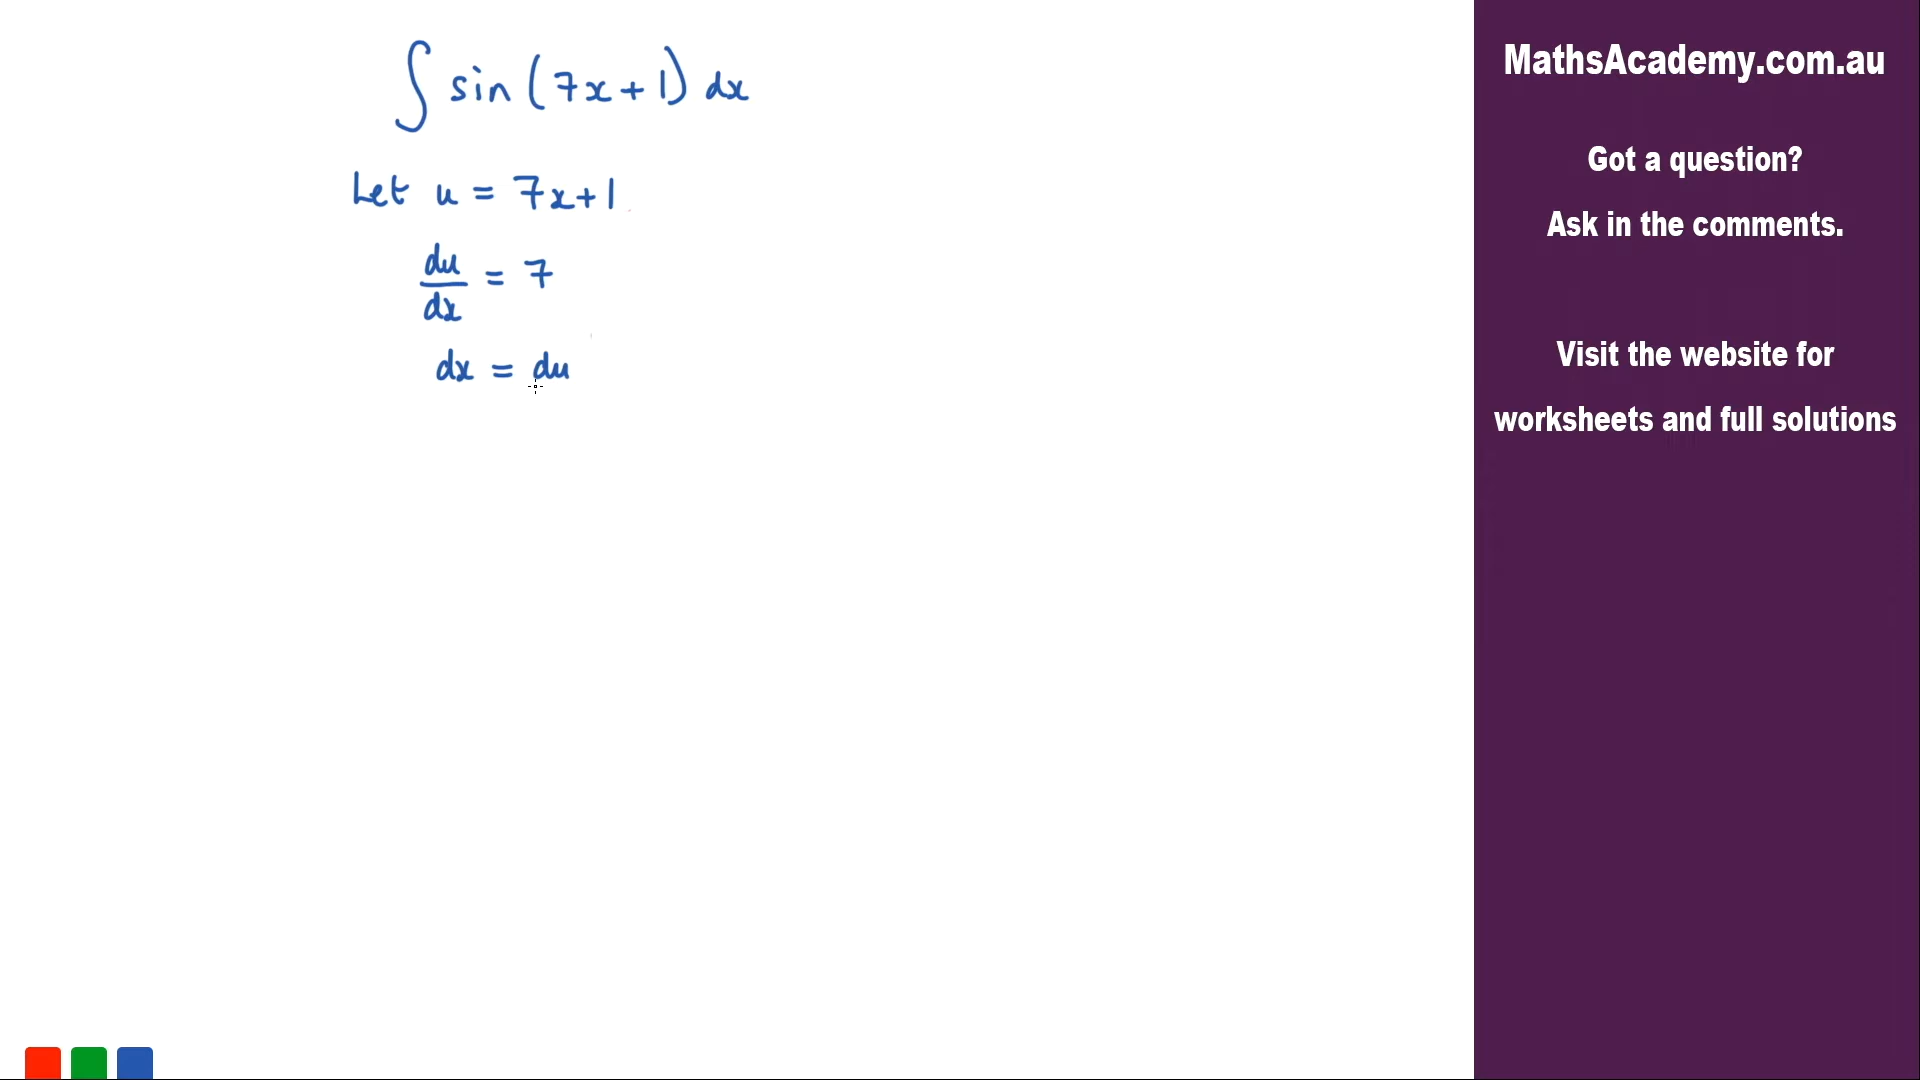 ∫ sin (7x+1) dx
Let u = 7x+1
du/dx = 7
dx = du
MathsAcademy.com.au
Got a question?
Ask in the comments.
Visit the website for
worksheets and full solutions